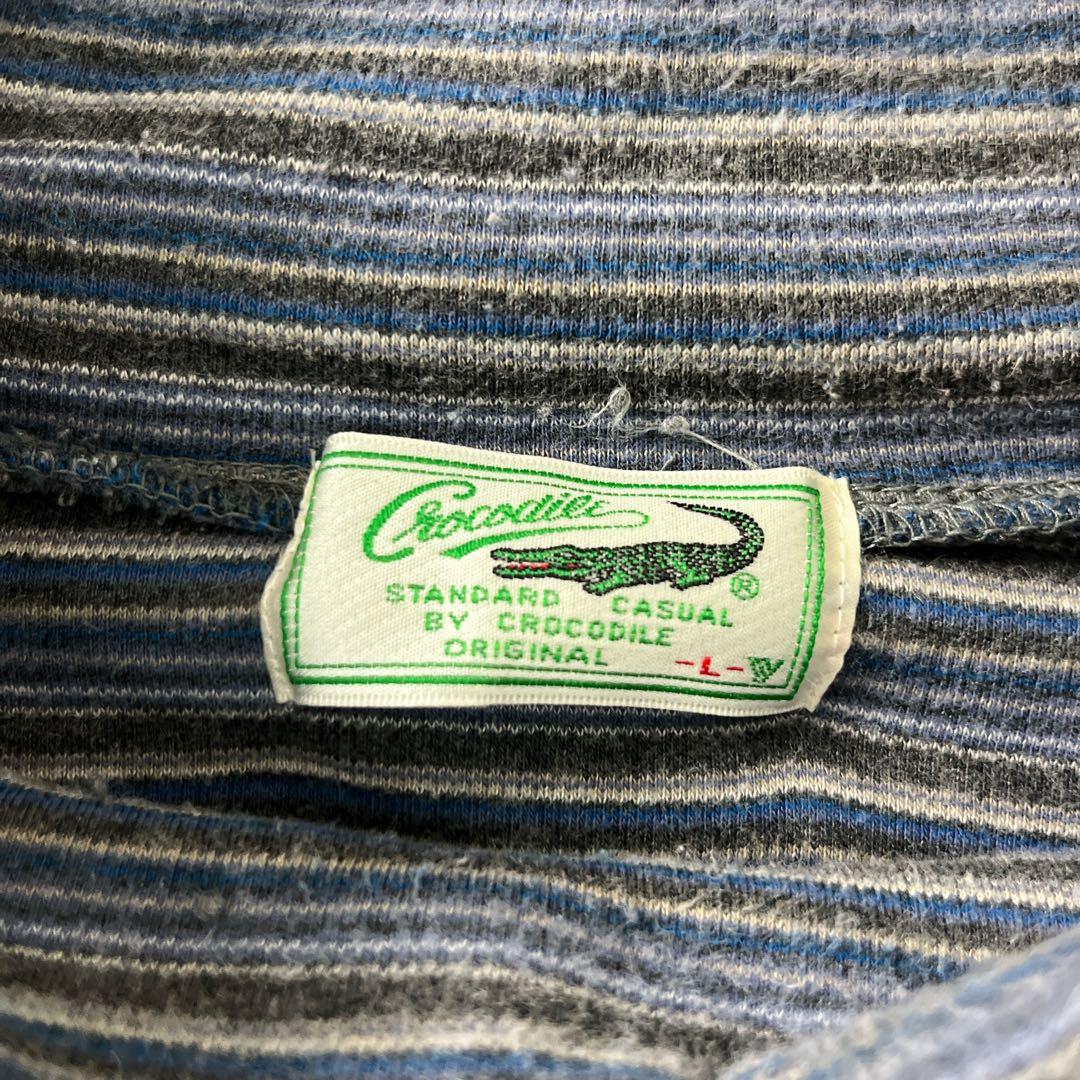 Crocodile
®
STANDARD CASUAL
BY CROCODILE
ORIGINAL -L-